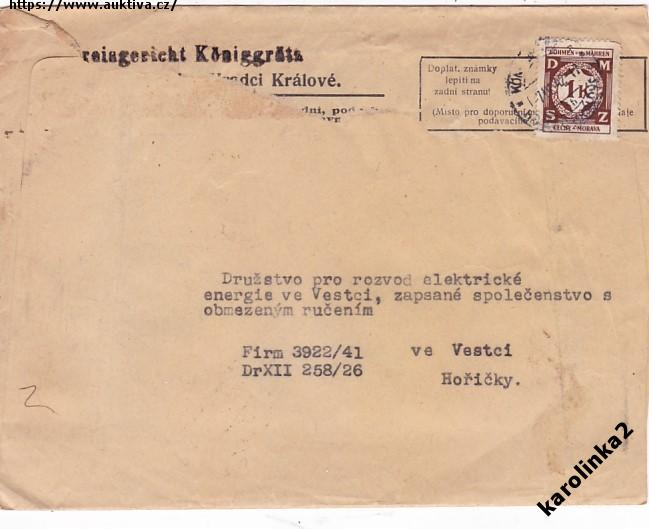 https://www.auktiva.cz/
reisgericht Königgrätz
Hradci Králové.
Doplat. známky
lepiti na
zadní stranu!
(Místo pro doporučen
podavacího
BÖHMEN u. MÄHREN
D M
1 K
S Z
ČECHY a MORAVA
Družstvo pro rozvod elektrické
energie ve Vestci, zapsané společenstvo s
obmezeným ručením
Firm 3922/41 ve Vestci
DrXII 258/26
Hořičky.
karolinka2